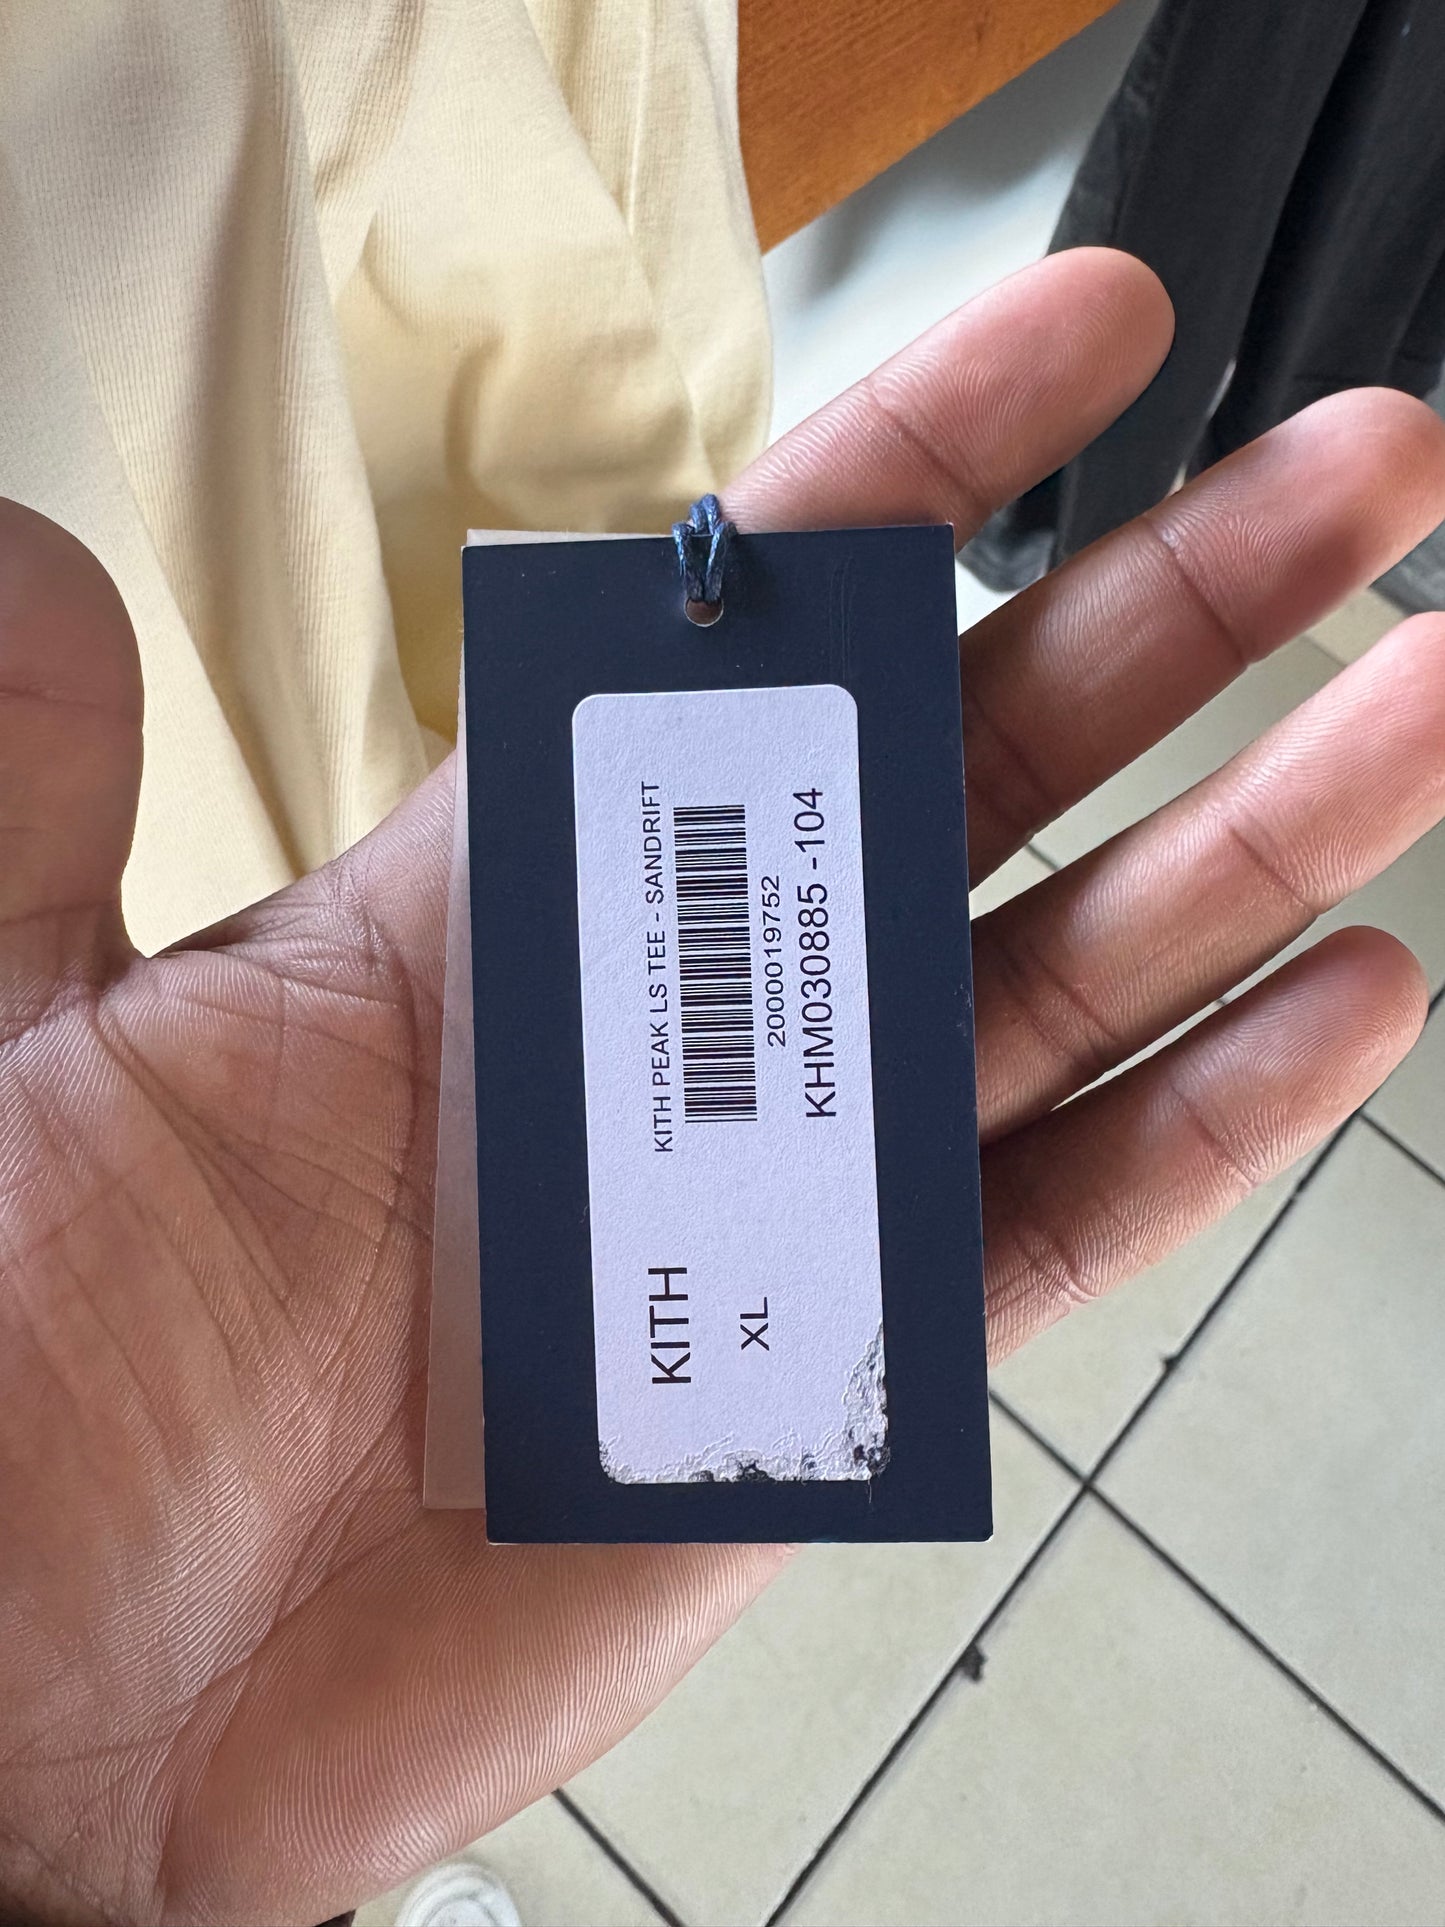 KITH
XL
KITH PEAK LS TEE - SANDRIFT
2000019752
KHM030885 -104